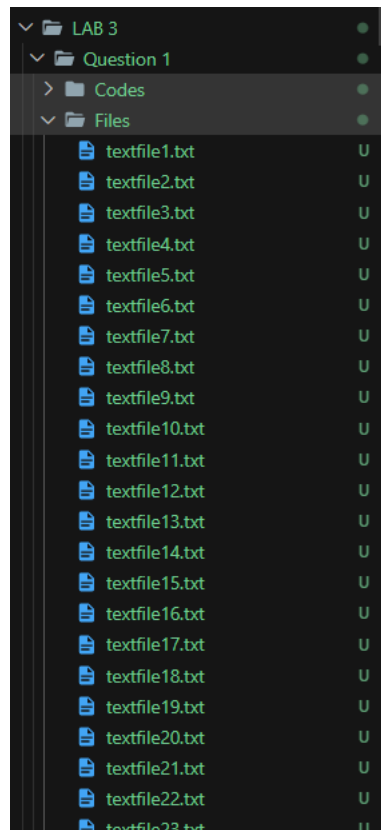 LAB 3
Question 1
Codes
Files
textfile1.txt U
textfile2.txt U
textfile3.txt U
textfile4.txt U
textfile5.txt U
textfile6.txt U
textfile7.txt U
textfile8.txt U
textfile9.txt U
textfile10.txt U
textfile11.txt U
textfile12.txt U
textfile13.txt U
textfile14.txt U
textfile15.txt U
textfile16.txt U
textfile17.txt U
textfile18.txt U
textfile19.txt U
textfile20.txt U
textfile21.txt U
textfile22.txt U
textfile23.txt U